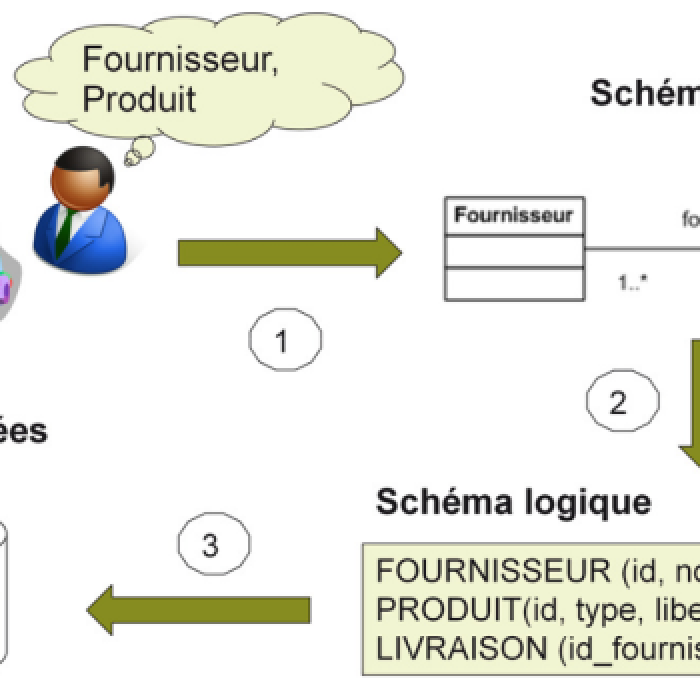 Fournisseur,
Produit
Schém
Fournisseur
fo
1..*
1
2
ées
Schéma logique
3
FOURNISSEUR (id, no
PRODUIT(id, type, libe
LIVRAISON (id_fournis